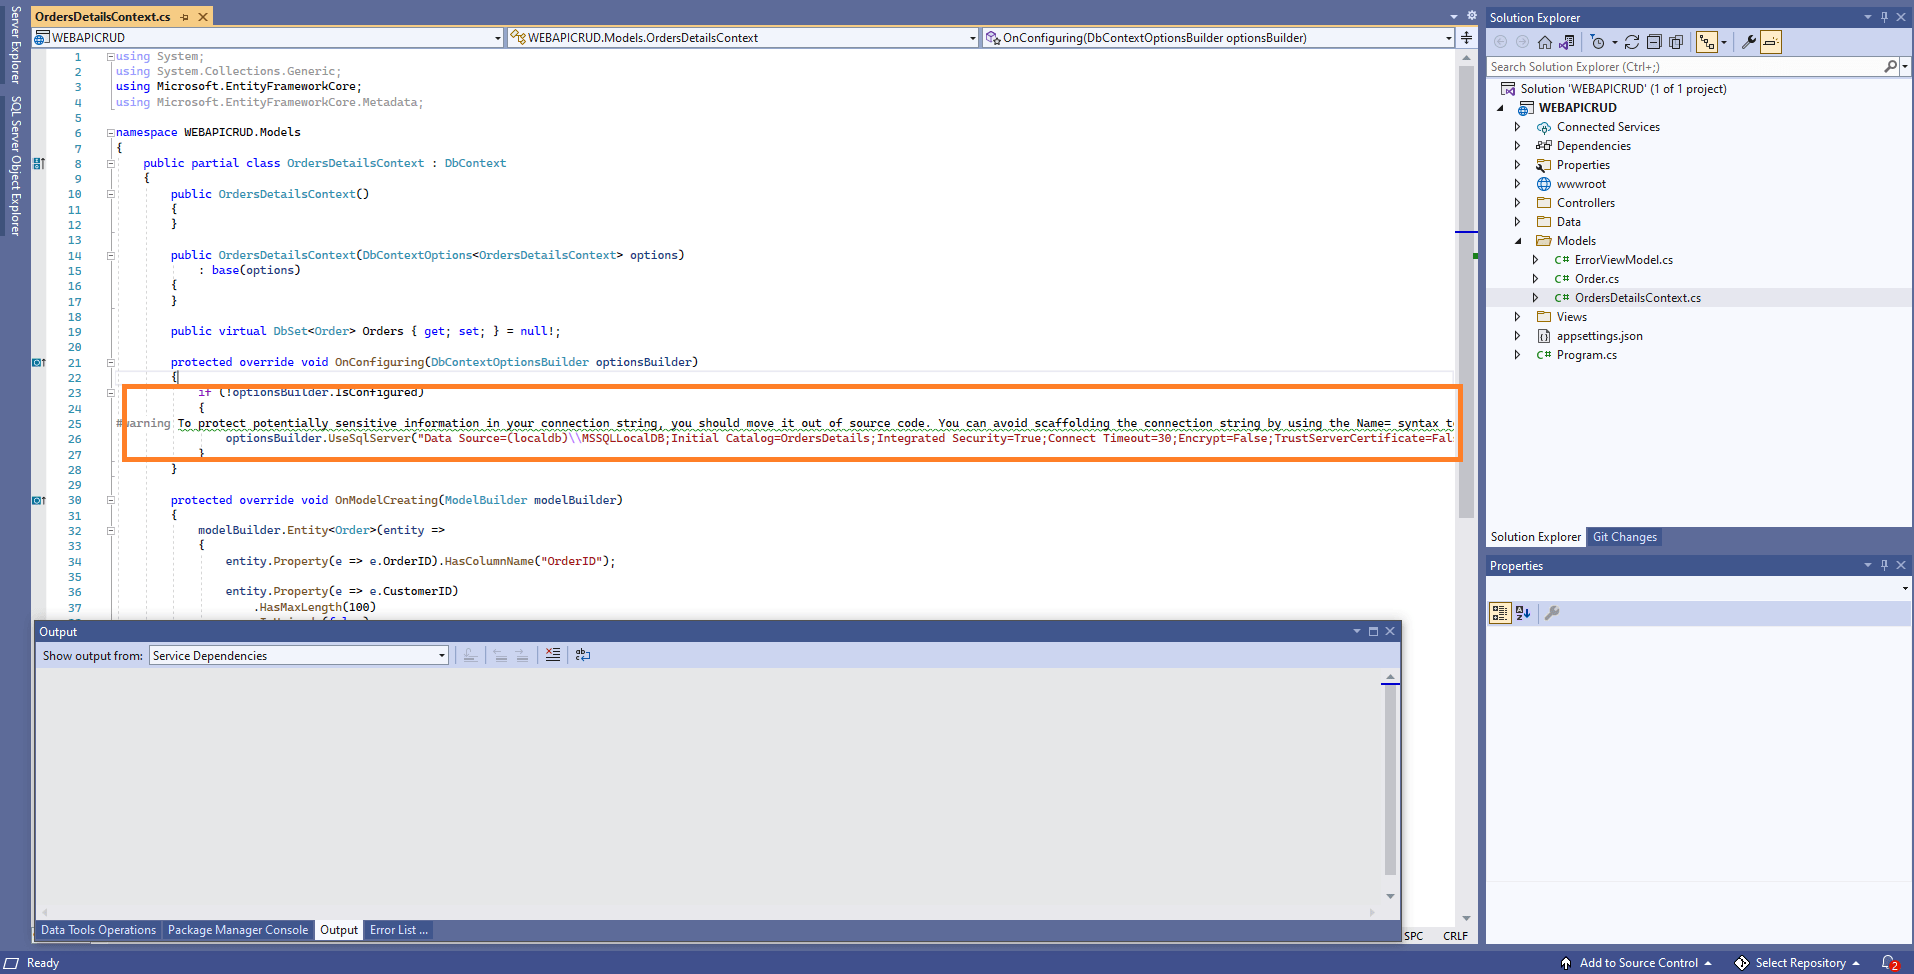 Server Explorer
SQL Server Object Explorer
OrdersDetailsContext.cs
WEBAPICRUD
WEBAPICRUD.Models.OrdersDetailsContext
OnConfiguring(DbContextOptionsBuilder optionsBuilder)
1 using System;
2 using System.Collections.Generic;
3 using Microsoft.EntityFrameworkCore;
4 using Microsoft.EntityFrameworkCore.Metadata;
5
6 namespace WEBAPICRUD.Models
7 {
8 public partial class OrdersDetailsContext : DbContext
9 {
10 public OrdersDetailsContext()
11 {
12 }
13
14 public OrdersDetailsContext(DbContextOptions<OrdersDetailsContext> options)
15 : base(options)
16 {
17 }
18
19 public virtual DbSet<Order> Orders { get; set; } = null!;
20
21 protected override void OnConfiguring(DbContextOptionsBuilder optionsBuilder)
22 {
23 if (!optionsBuilder.IsConfigured)
24 {
25 #warning To protect potentially sensitive information in your connection string, you should move it out of source code. You can avoid scaffolding the connection string by using the Name= syntax t
26 optionsBuilder.UseSqlServer("Data Source=(localdb)\\MSSQLLocalDB;Initial Catalog=OrdersDetails;Integrated Security=True;Connect Timeout=30;Encrypt=False;TrustServerCertificate=Fal
27 }
28 }
29
30 protected override void OnModelCreating(ModelBuilder modelBuilder)
31 {
32 modelBuilder.Entity<Order>(entity =>
33 {
34 entity.Property(e => e.OrderID).HasColumnName("OrderID");
35
36 entity.Property(e => e.CustomerID)
37 .HasMaxLength(100)
Output
Show output from: Service Dependencies
Data Tools Operations
Package Manager Console
Output
Error List ...
SPC
CRLF
Solution Explorer
Search Solution Explorer (Ctrl+;)
Solution 'WEBAPICRUD' (1 of 1 project)
WEBAPICRUD
Connected Services
Dependencies
Properties
wwwroot
Controllers
Data
Models
C# ErrorViewModel.cs
C# Order.cs
C# OrdersDetailsContext.cs
Views
appsettings.json
C# Program.cs
Solution Explorer
Git Changes
Properties
Ready
Add to Source Control
Select Repository
2